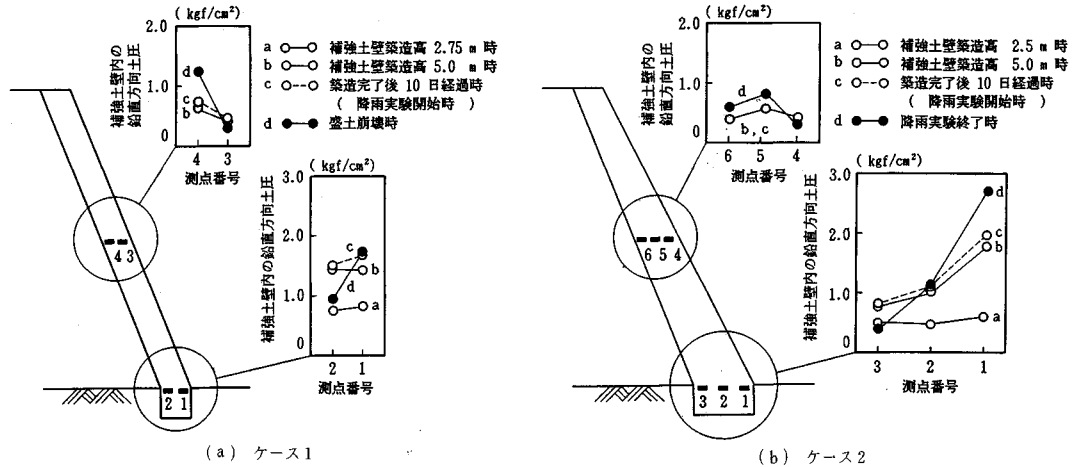 ( kgf/cm² )
2.0
1.0
0
補強土壁内の
鉛直方向土圧
d
c
b
4 3
測点番号
a 補強土壁築造高 2.75 m 時
b 補強土壁築造高 5.0 m 時
c 築造完了後 10 日経過時
( 降雨実験開始時 )
d 盛土崩壊時
( kgf/cm² )
3.0
2.0
1.0
0
補強土壁内の鉛直方向土圧
c
b
d
a
2 1
測点番号
4 3
2 1
(a) ケース1
( kgf/cm² )
2.0
1.0
0
補強土壁内の
鉛直方向土圧
d
b, c
6 5 4
測点番号
a 補強土壁築造高 2.5 m 時
b 補強土壁築造高 5.0 m 時
c 築造完了後 10 日経過時
( 降雨実験開始時 )
d 降雨実験終了時
( kgf/cm² )
3.0
2.0
1.0
0
補強土壁内の鉛直方向土圧
d
c
b
a
3 2 1
測点番号
6 5 4
3 2 1
(b) ケース2